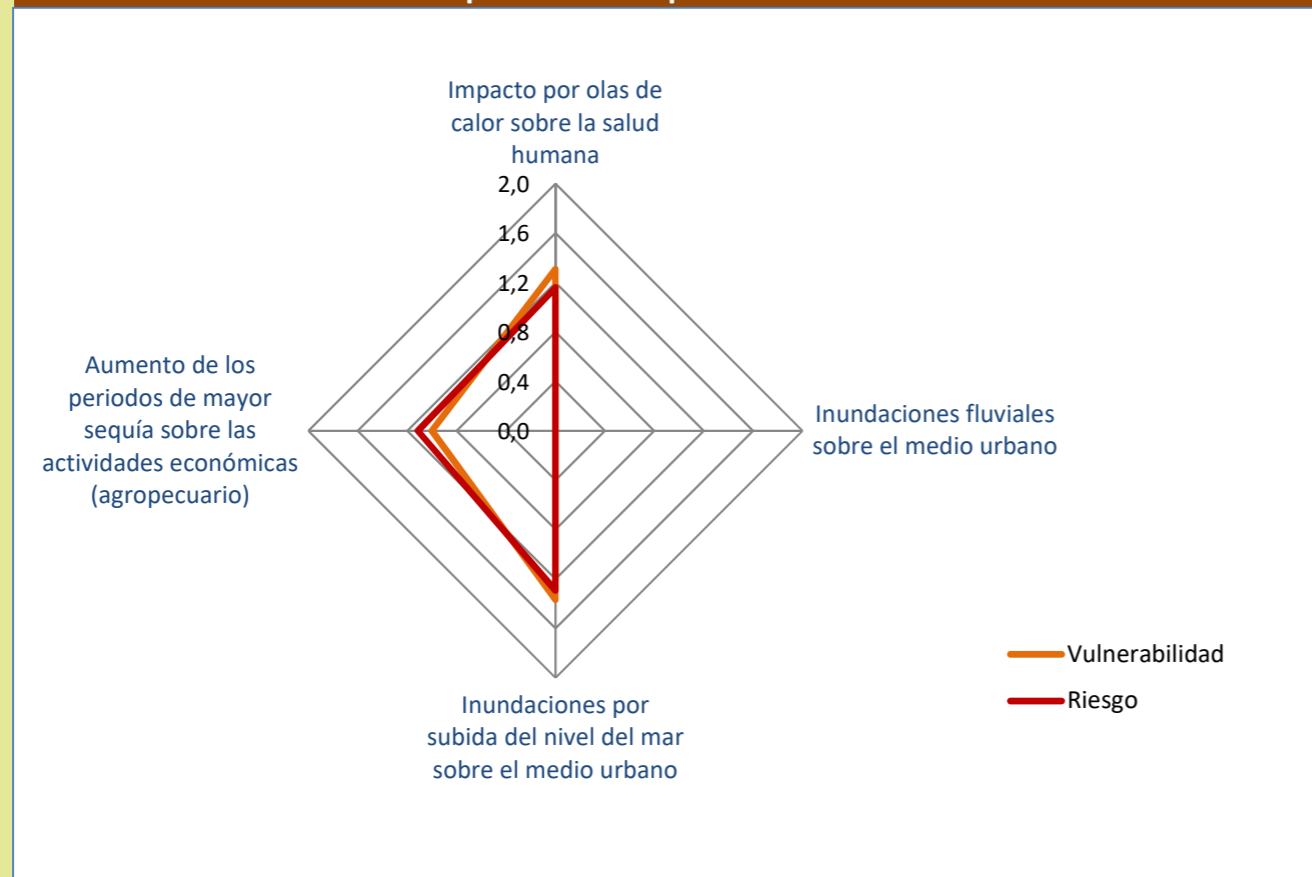 Impacto por olas de
calor sobre la salud
humana
2,0
1,6
1,2
0,8
0,4
0,0
Inundaciones fluviales
sobre el medio urbano
Aumento de los
periodos de mayor
sequía sobre las
actividades económicas
(agropecuario)
Inundaciones por
subida del nivel del mar
sobre el medio urbano
Vulnerabilidad
Riesgo